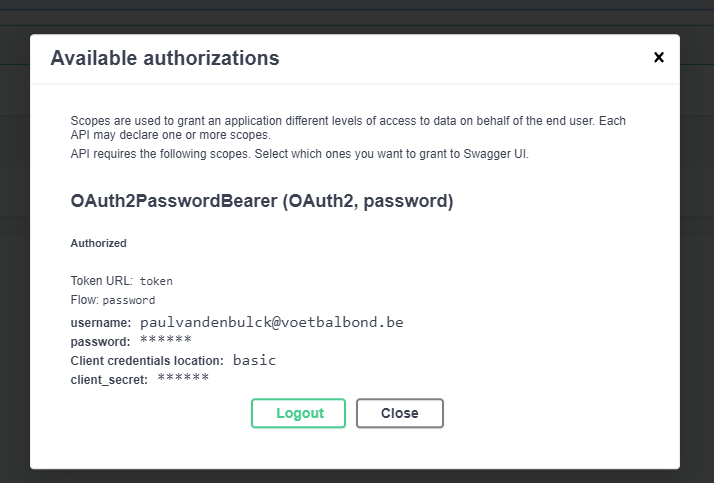 Available authorizations
Scopes are used to grant an application different levels of access to data on behalf of the end user. Each
API may declare one or more scopes.
API requires the following scopes. Select which ones you want to grant to Swagger UI.
OAuth2PasswordBearer (OAuth2, password)
Authorized
Token URL: token
Flow: password
username: paulvandenbulck@voetbalbond.be
password: ******
Client credentials location: basic
client_secret: ******
Logout Close